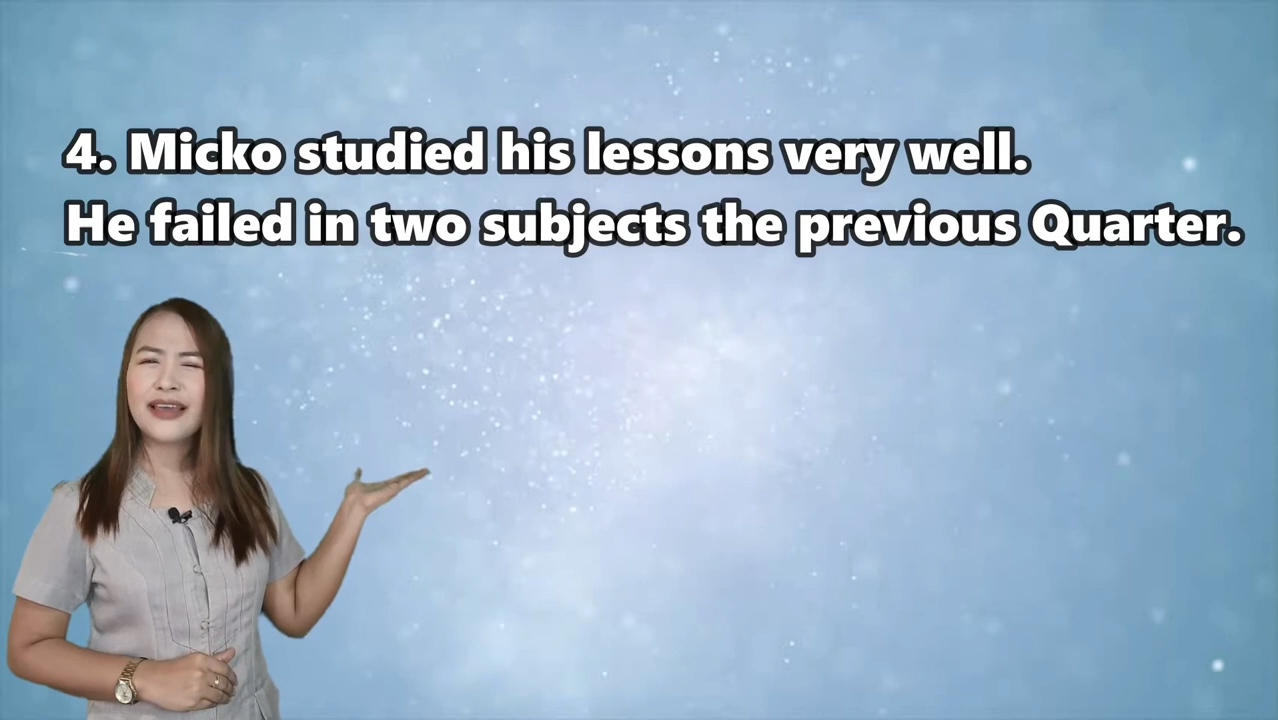 4. Micko studied his lessons very well.
He failed in two subjects the previous Quarter.